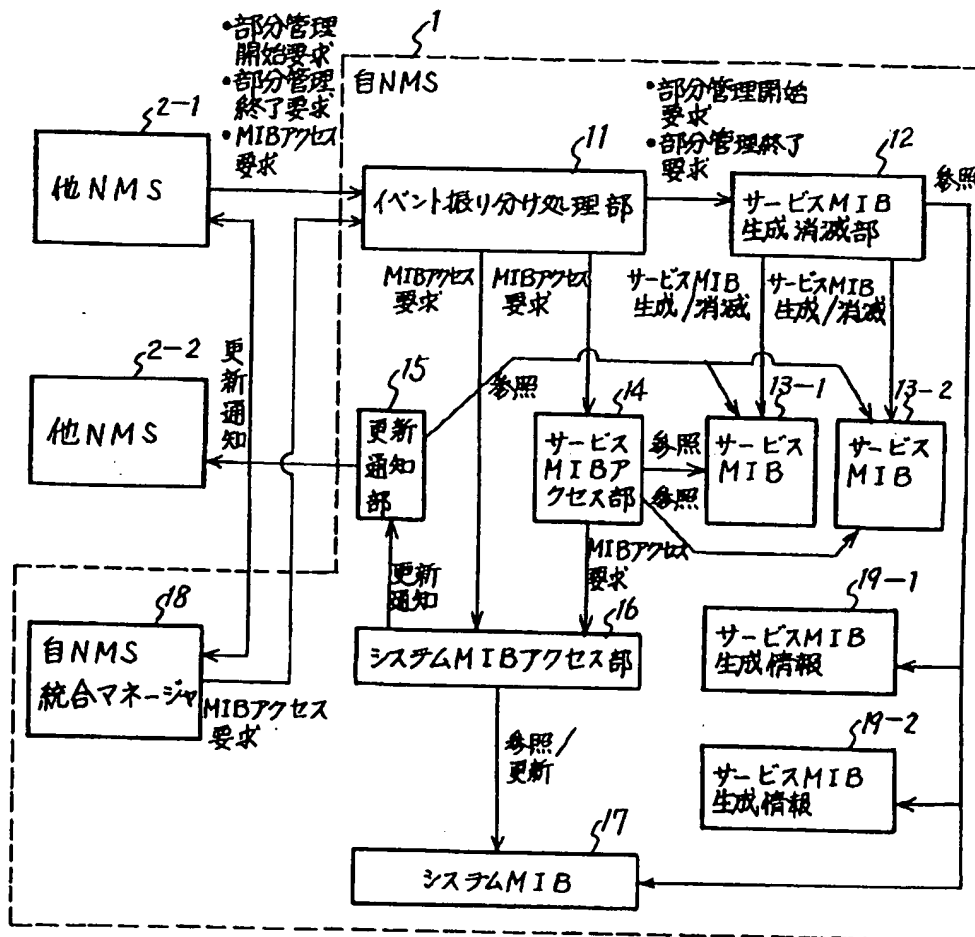 ・部分管理
開始要求
・部分管理
終了要求
・MIBアクセス
要求
1
自NMS
・部分管理開始
要求
・部分管理終了
要求
2-1
他NMS
11
イベント振り分け処理部
12
サービスMIB
生成消滅部
参照
MIBアクセス
要求
MIBアクセス
要求
サービスMIB
生成/消滅
サービスMIB
生成/消滅
2-2
他NMS
更新
通知
15
更新
通知
部
参照
14
サービス
MIBア
クセス部
参照
参照
13-1
サービス
MIB
13-2
サービス
MIB
更新
通知
MIBアクセス
要求
18
自NMS
統合マネージャ
MIBアクセス
要求
16
システムMIBアクセス部
19-1
サービスMIB
生成情報
参照/
更新
19-2
サービスMIB
生成情報
17
システムMIB